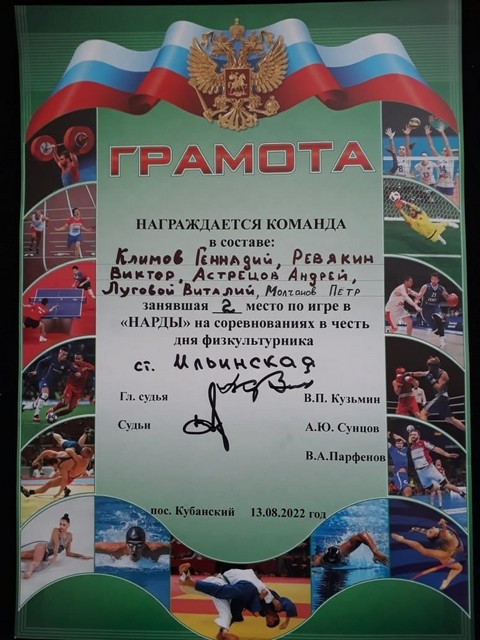 ГРАМОТА
НАГРАЖДАЕТСЯ КОМАНДА
в составе:
Климов Геннадий, Ревякин
Виктор, Астрецов Андрей,
Луговой Виталий, Молчанов Пётр
занявшая 2 место по игре в
«НАРДЫ» на соревнованиях в честь
дня физкультурника
ст. Ильинская
Гл. судья В.П. Кузьмин
Судьи А.Ю. Сунцов
В.А.Парфенов
пос. Кубанский 13.08.2022 год